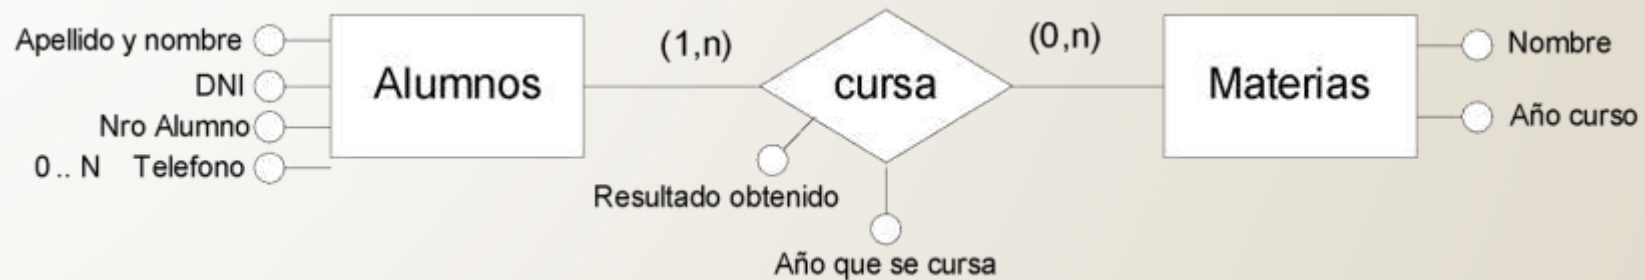 Apellido y nombre
DNI
Nro Alumno
0 .. N Telefono
Alumnos
(1,n)
cursa
(0,n)
Materias
Nombre
Año curso
Resultado obtenido
Año que se cursa